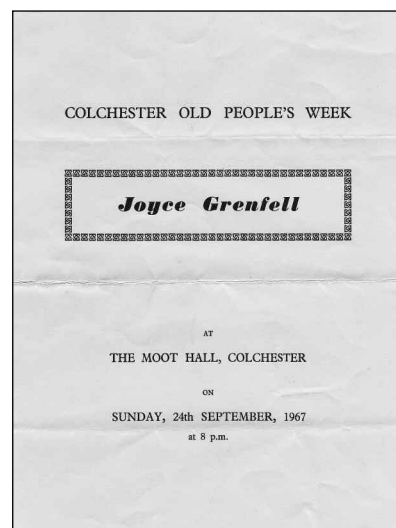 COLCHESTER OLD PEOPLE'S WEEK
Joyce Grenfell
AT
THE MOOT HALL, COLCHESTER
ON
SUNDAY, 24th SEPTEMBER, 1967
at 8 p.m.